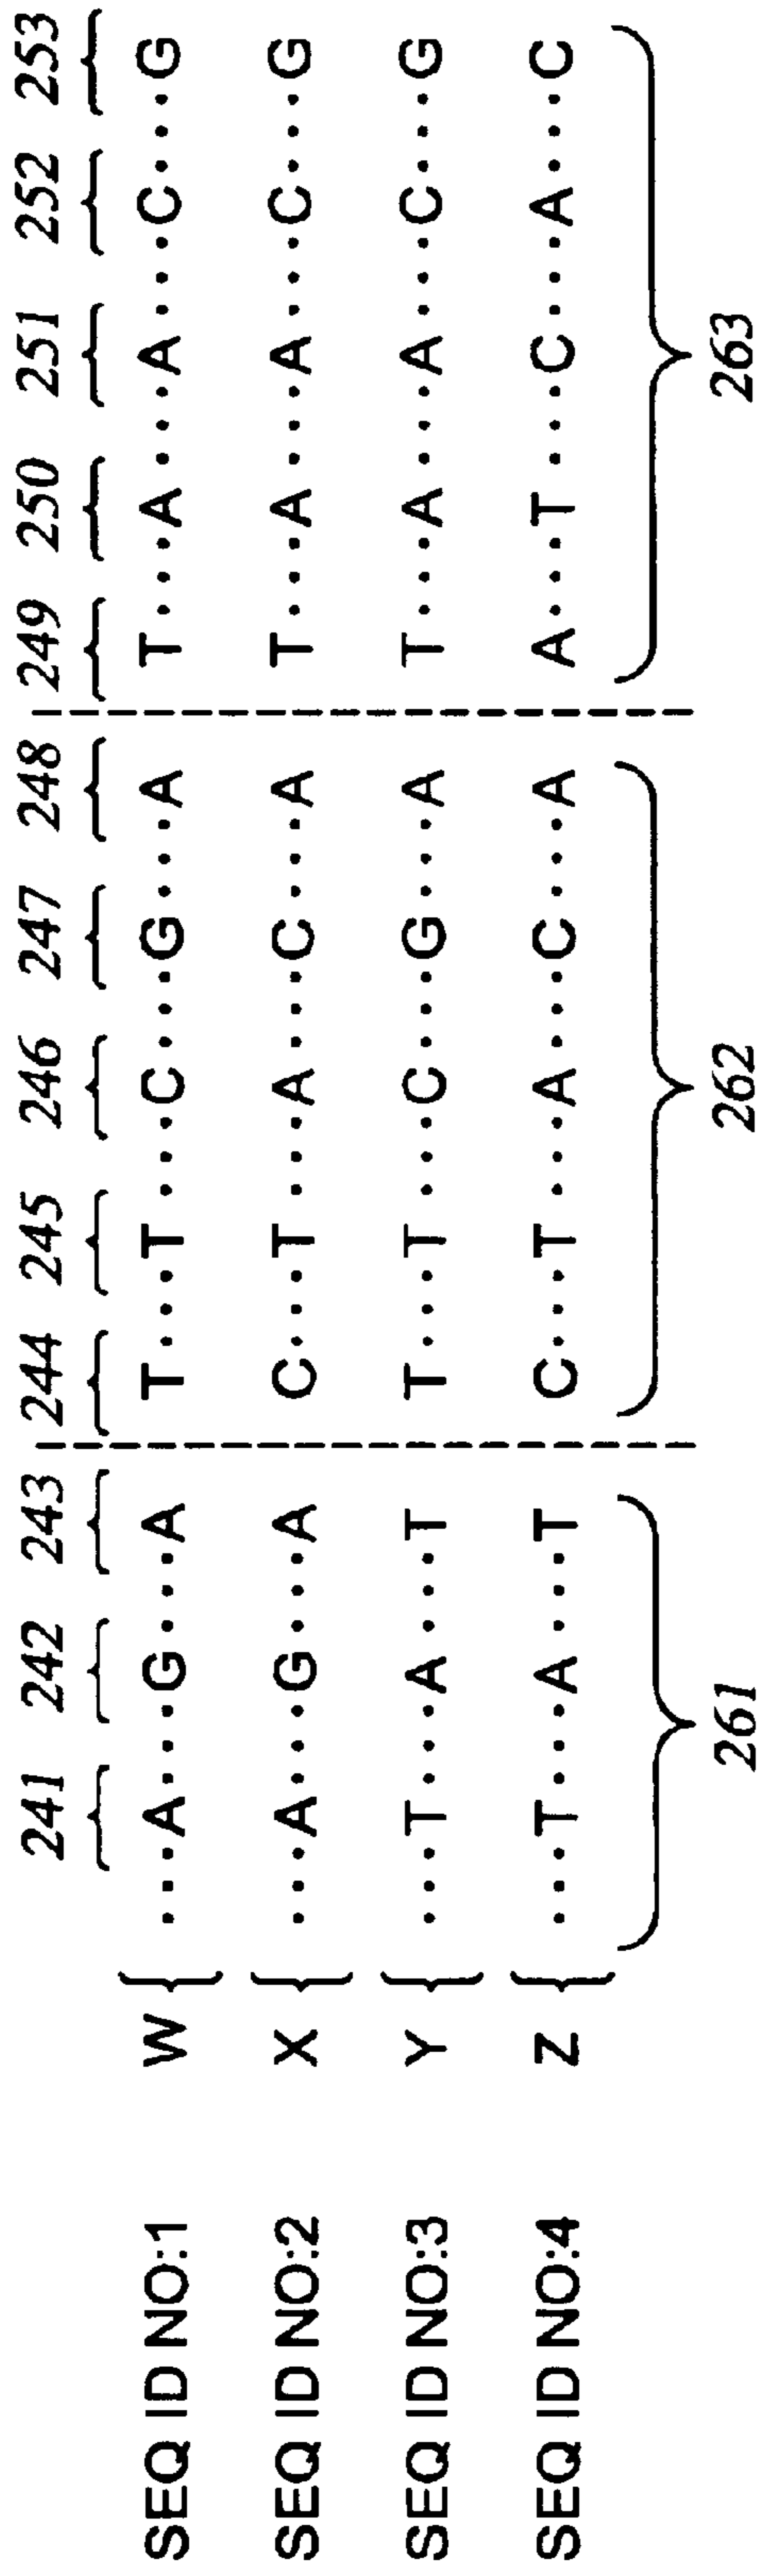 241 242 243 244 245 246 247 248 249 250 251 252 253
SEQ ID NO:1 W ...A...G...A...T...T...C...G...A...T...A...A...C...G
SEQ ID NO:2 X ...A...G...A...C...T...A...C...A...T...A...A...C...G
SEQ ID NO:3 Y ...T...A...T...T...T...C...G...A...T...A...A...C...G
SEQ ID NO:4 Z ...T...A...T...C...T...A...C...A...A...T...C...A...C
261 262 263